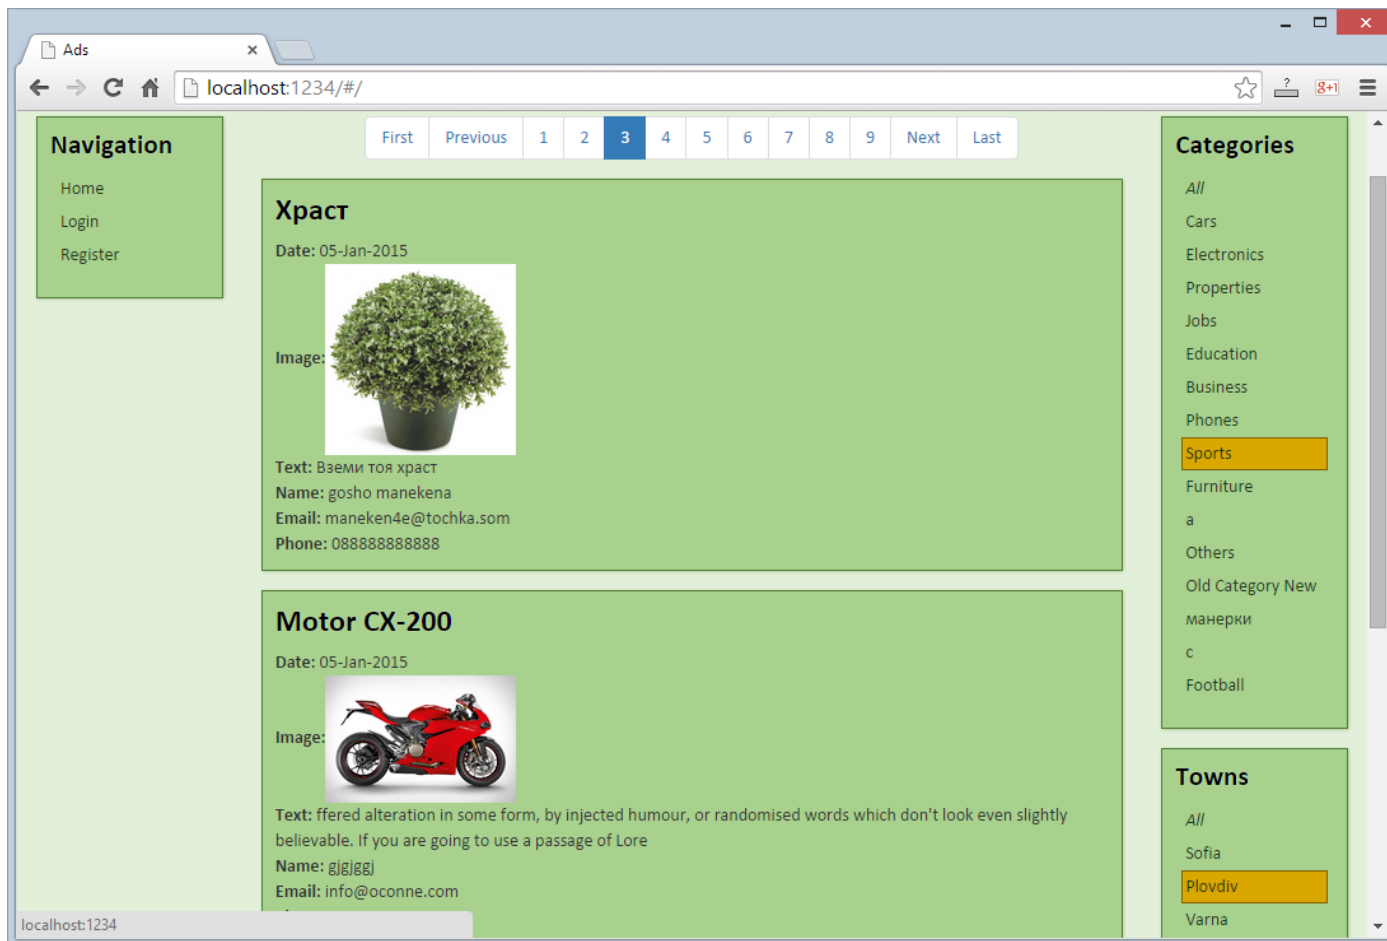 Ads
localhost:1234/#/
?
g+1
Navigation
Home
Login
Register
First Previous 1 2 3 4 5 6 7 8 9 Next Last
Храст
Date: 05-Jan-2015
Image:
Text: Вземи тоя храст
Name: gosho manekena
Email: maneken4e@tochka.som
Phone: 088888888888
Motor CX-200
Date: 05-Jan-2015
Image:
Text: ffered alteration in some form, by injected humour, or randomised words which don't look even slightly
believable. If you are going to use a passage of Lore
Name: gjgjggj
Email: info@oconne.com
Categories
All
Cars
Electronics
Properties
Jobs
Education
Business
Phones
Sports
Furniture
a
Others
Old Category New
манерки
c
Football
Towns
All
Sofia
Plovdiv
Varna
localhost:1234